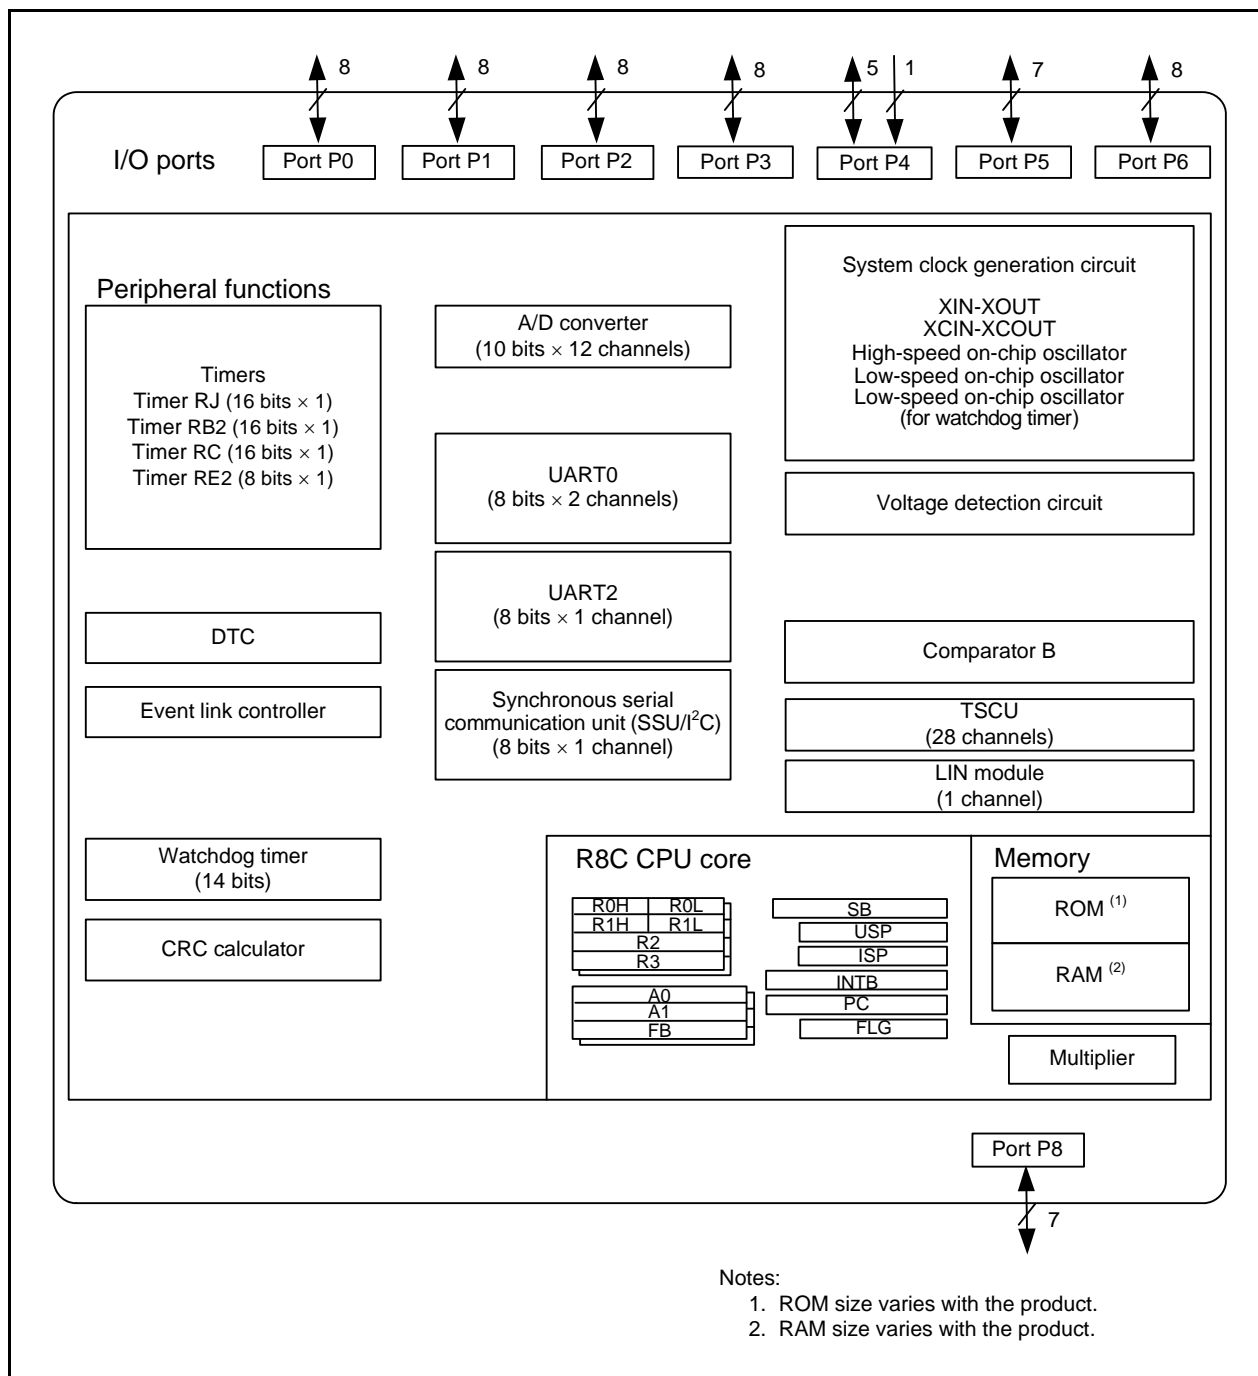 8 8 8 8 5 1 7 8
I/O ports
Port P0
Port P1
Port P2
Port P3
Port P4
Port P5
Port P6
Peripheral functions
Timers
Timer RJ (16 bits × 1)
Timer RB2 (16 bits × 1)
Timer RC (16 bits × 1)
Timer RE2 (8 bits × 1)
DTC
Event link controller
Watchdog timer
(14 bits)
CRC calculator
A/D converter
(10 bits × 12 channels)
UART0
(8 bits × 2 channels)
UART2
(8 bits × 1 channel)
Synchronous serial
communication unit (SSU/I²C)
(8 bits × 1 channel)
System clock generation circuit
XIN-XOUT
XCIN-XCOUT
High-speed on-chip oscillator
Low-speed on-chip oscillator
Low-speed on-chip oscillator
(for watchdog timer)
Voltage detection circuit
Comparator B
TSCU
(28 channels)
LIN module
(1 channel)
R8C CPU core
R0H R0L
R1H R1L
R2
R3
A0
A1
FB
SB
USP
ISP
INTB
PC
FLG
Memory
ROM (1)
RAM (2)
Multiplier
Port P8
7
Notes:
1. ROM size varies with the product.
2. RAM size varies with the product.